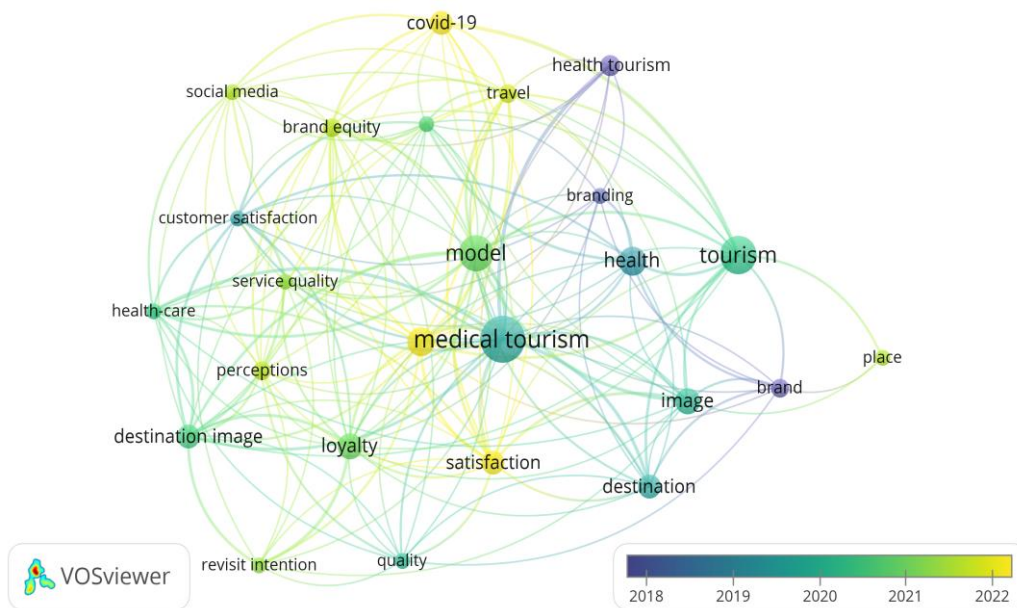 covid-19
health tourism
social media
travel
brand equity
branding
customer satisfaction
model
health
tourism
service quality
health-care
medical tourism
place
perceptions
brand
image
destination image
loyalty
satisfaction
destination
revisit intention
quality
VOSviewer
2018 2019 2020 2021 2022